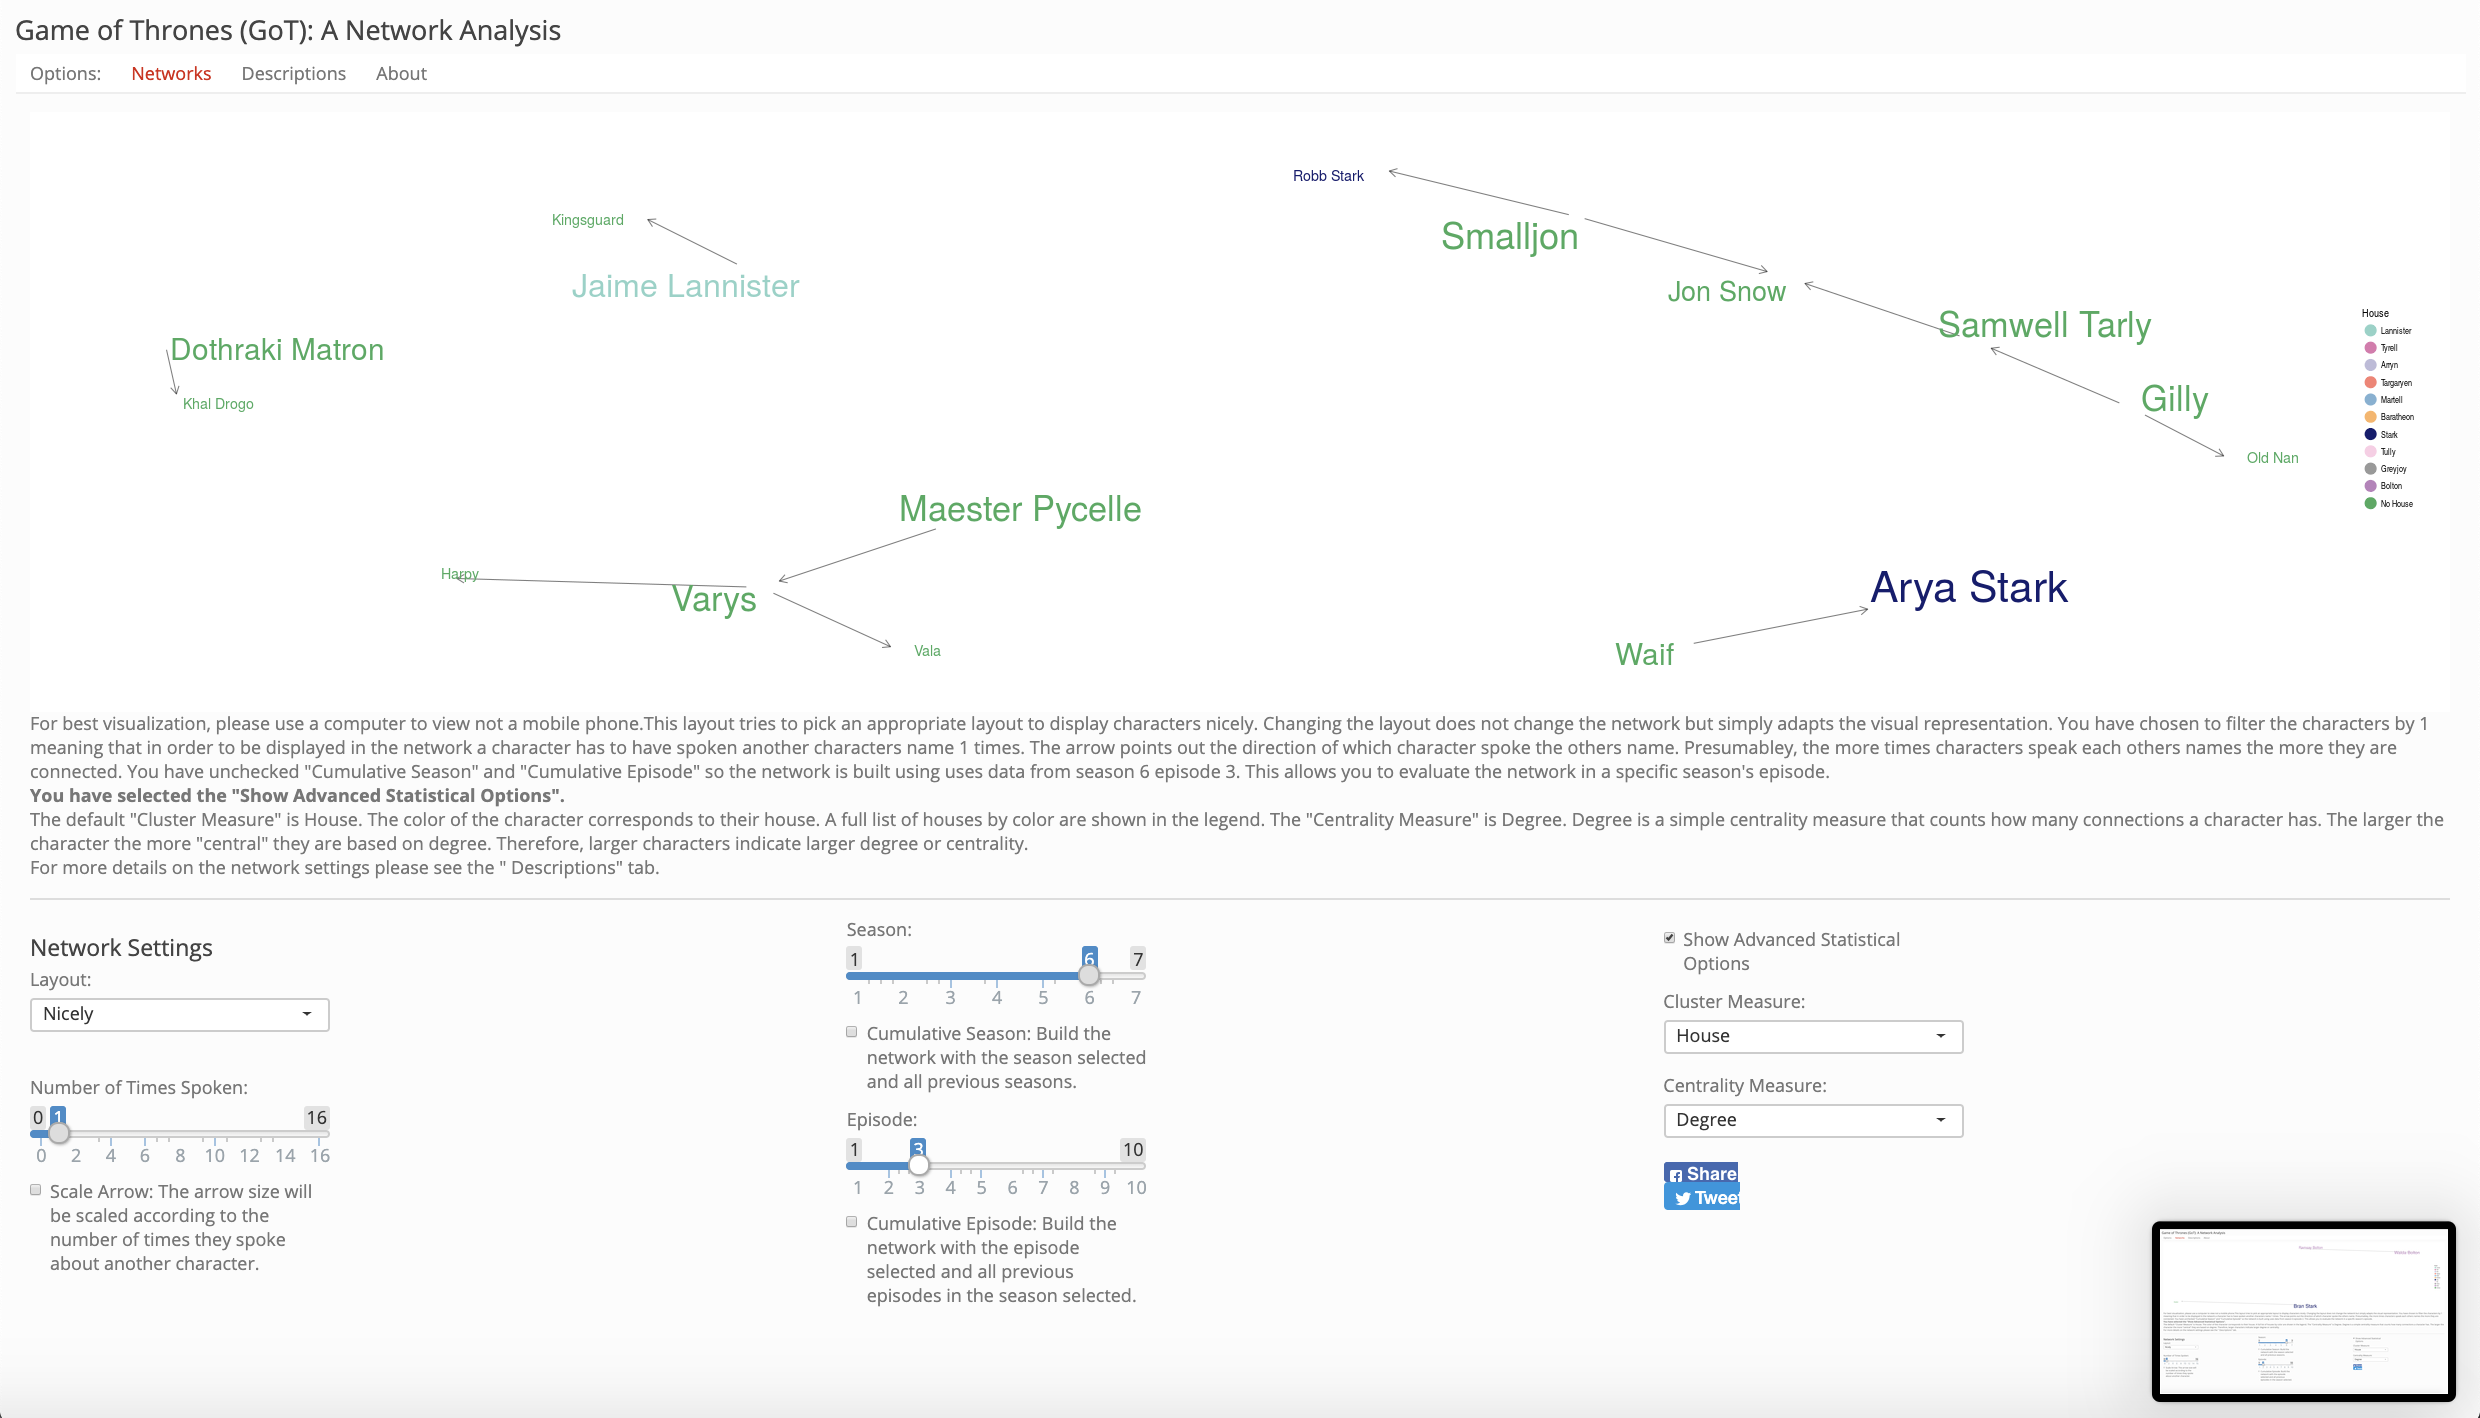 Game of Thrones (GoT): A Network Analysis
Options: Networks Descriptions About
Robb Stark
Kingsguard
Smalljon
Jaime Lannister
Jon Snow
Samwell Tarly
Dothraki Matron
Khal Drogo
Gilly
Old Nan
House
Lannister
Tyrell
Arryn
Targaryen
Martell
Baratheon
Stark
Tully
Greyjoy
Bolton
No House
Maester Pycelle
Harpy
Varys
Vala
Arya Stark
Waif
For best visualization, please use a computer to view not a mobile phone.This layout tries to pick an appropriate layout to display characters nicely. Changing the layout does not change the network but simply adapts the visual representation. You have chosen to filter the characters by 1
meaning that in order to be displayed in the network a character has to have spoken another characters name 1 times. The arrow points out the direction of which character spoke the others name. Presumabley, the more times characters speak each others names the more they are
connected. You have unchecked "Cumulative Season" and "Cumulative Episode" so the network is built using uses data from season 6 episode 3. This allows you to evaluate the network in a specific season's episode.
You have selected the "Show Advanced Statistical Options".
The default "Cluster Measure" is House. The color of the character corresponds to their house. A full list of houses by color are shown in the legend. The "Centrality Measure" is Degree. Degree is a simple centrality measure that counts how many connections a character has. The larger the
character the more "central" they are based on degree. Therefore, larger characters indicate larger degree or centrality.
For more details on the network settings please see the " Descriptions" tab.
Network Settings
Layout:
Nicely
Number of Times Spoken:
0 1 16
0 2 4 6 8 10 12 14 16
Scale Arrow: The arrow size will
be scaled according to the
number of times they spoke
about another character.
Season:
1 6 7
1 2 3 4 5 6 7
Cumulative Season: Build the
network with the season selected
and all previous seasons.
Episode:
1 3 10
1 2 3 4 5 6 7 8 9 10
Cumulative Episode: Build the
network with the episode
selected and all previous
episodes in the season selected.
Show Advanced Statistical
Options
Cluster Measure:
House
Centrality Measure:
Degree
Share
Tweet
Game of Thrones (GoT): A Network Analysis
Bran Stark